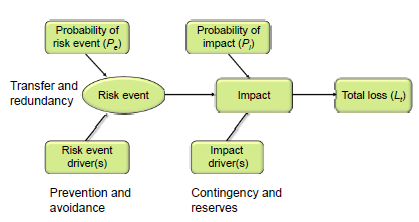 Probability of
risk event (Pe)
Probability of
impact (Pi)
Transfer and
redundancy
Risk event
Impact
Total loss (Lt)
Risk event
driver(s)
Impact
driver(s)
Prevention and
avoidance
Contingency and
reserves